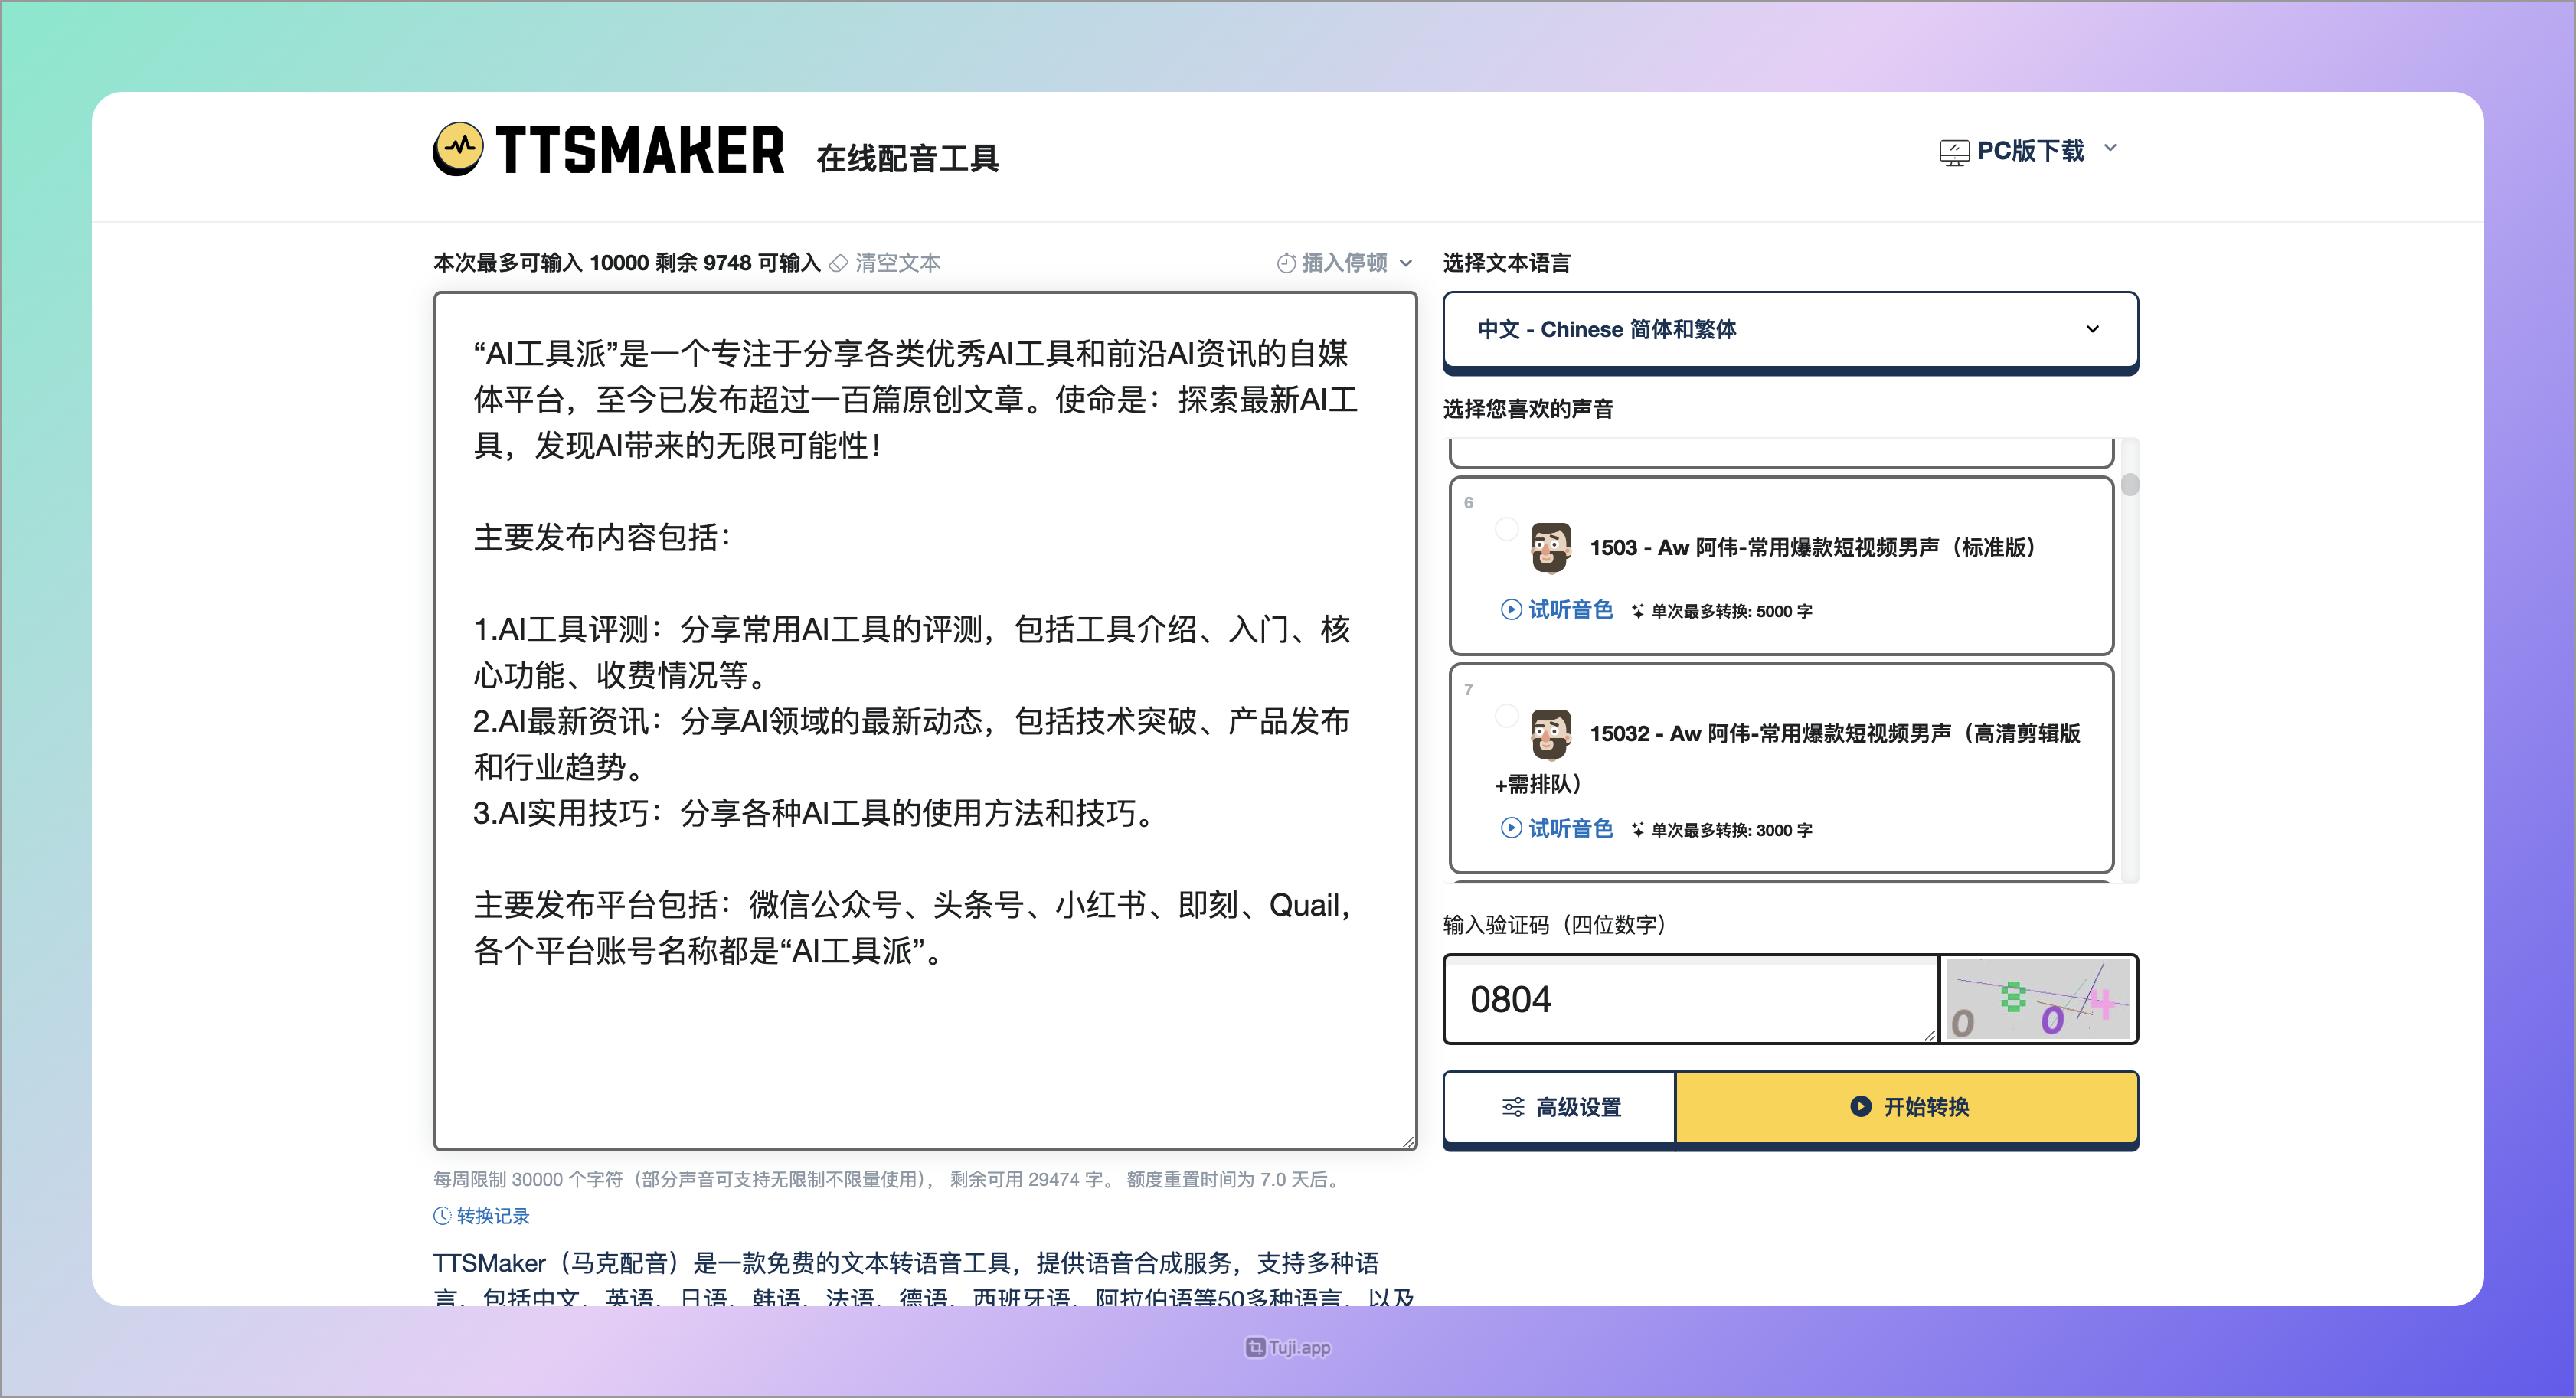 TTSMAKER 在线配音工具
PC版下载
本次最多可输入 10000 剩余 9748 可输入 清空文本
插入停顿
“AI工具派”是一个专注于分享各类优秀AI工具和前沿AI资讯的自媒
体平台，至今已发布超过一百篇原创文章。使命是：探索最新AI工
具，发现AI带来的无限可能性！
主要发布内容包括：
1.AI工具评测：分享常用AI工具的评测，包括工具介绍、入门、核
心功能、收费情况等。
2.AI最新资讯：分享AI领域的最新动态，包括技术突破、产品发布
和行业趋势。
3.AI实用技巧：分享各种AI工具的使用方法和技巧。
主要发布平台包括：微信公众号、头条号、小红书、即刻、Quail，
各个平台账号名称都是“AI工具派”。
每周限制 30000 个字符（部分声音可支持无限制不限量使用）， 剩余可用 29474 字。 额度重置时间为 7.0 天后。
转换记录
TTSMaker（马克配音）是一款免费的文本转语音工具，提供语音合成服务，支持多种语
言，包括中文、英语、日语、韩语、法语、德语、西班牙语、阿拉伯语等50多种语言，以及
选择文本语言
中文 - Chinese 简体和繁体
选择您喜欢的声音
6
1503 - Aw 阿伟-常用爆款短视频男声（标准版）
试听音色 单次最多转换: 5000 字
7
15032 - Aw 阿伟-常用爆款短视频男声（高清剪辑版
+需排队）
试听音色 单次最多转换: 3000 字
输入验证码（四位数字）
0804
0804
高级设置
开始转换
Tuji.app